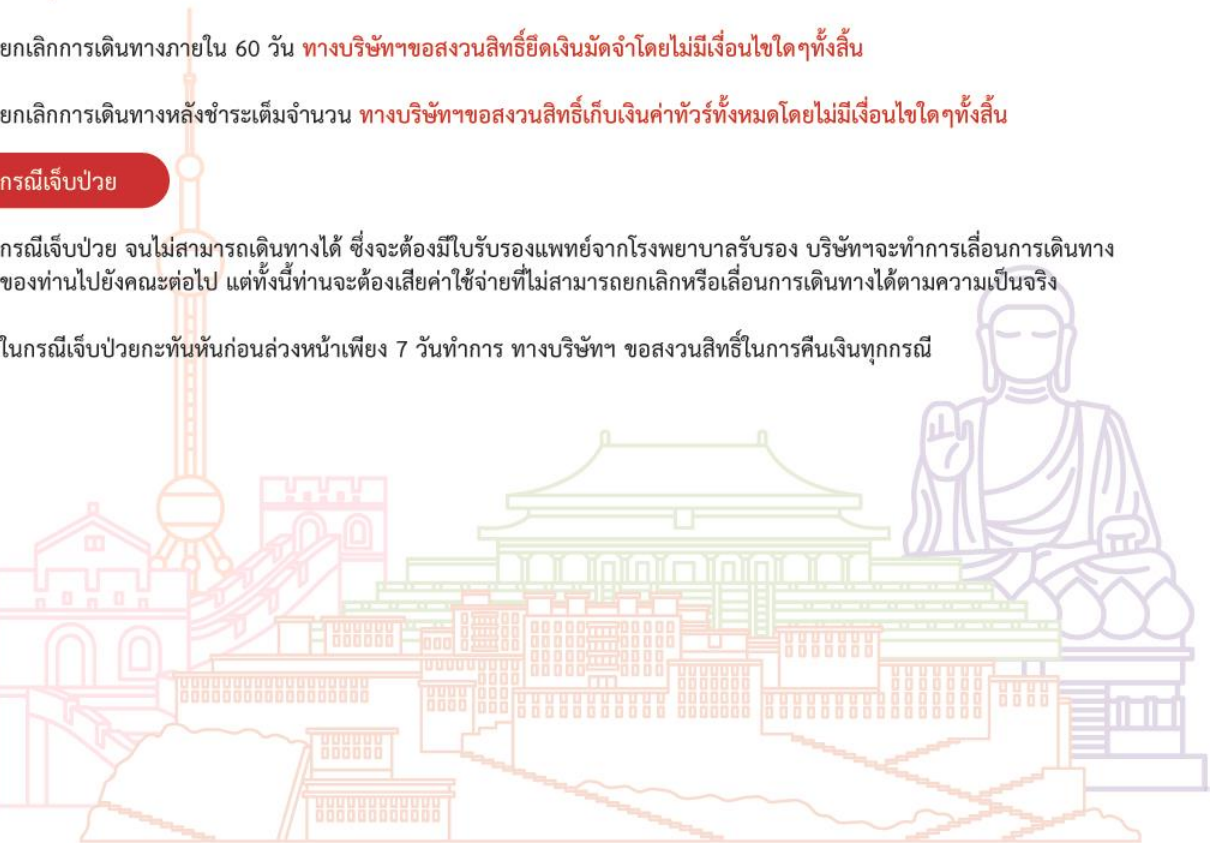 ยกเลิกการเดินทางภายใน 60 วัน ทางบริษัทฯขอสงวนสิทธิ์ยึดเงินมัดจำโดยไม่มีเงื่อนไขใดๆทั้งสิ้น
ยกเลิกการเดินทางหลังชำระเต็มจำนวน ทางบริษัทฯขอสงวนสิทธิ์เก็บเงินค่าทัวร์ทั้งหมดโดยไม่มีเงื่อนไขใดๆทั้งสิ้น
กรณีเจ็บป่วย
กรณีเจ็บป่วย จนไม่สามารถเดินทางได้ ซึ่งจะต้องมีใบรับรองแพทย์จากโรงพยาบาลรับรอง บริษัทฯจะทำการเลื่อนการเดินทาง
ของท่านไปยังคณะต่อไป แต่ทั้งนี้ท่านจะต้องเสียค่าใช้จ่ายที่ไม่สามารถยกเลิกหรือเลื่อนการเดินทางได้ตามความเป็นจริง
ในกรณีเจ็บป่วยกะทันหันก่อนล่วงหน้าเพียง 7 วันทำการ ทางบริษัทฯ ขอสงวนสิทธิ์ในการคืนเงินทุกกรณี